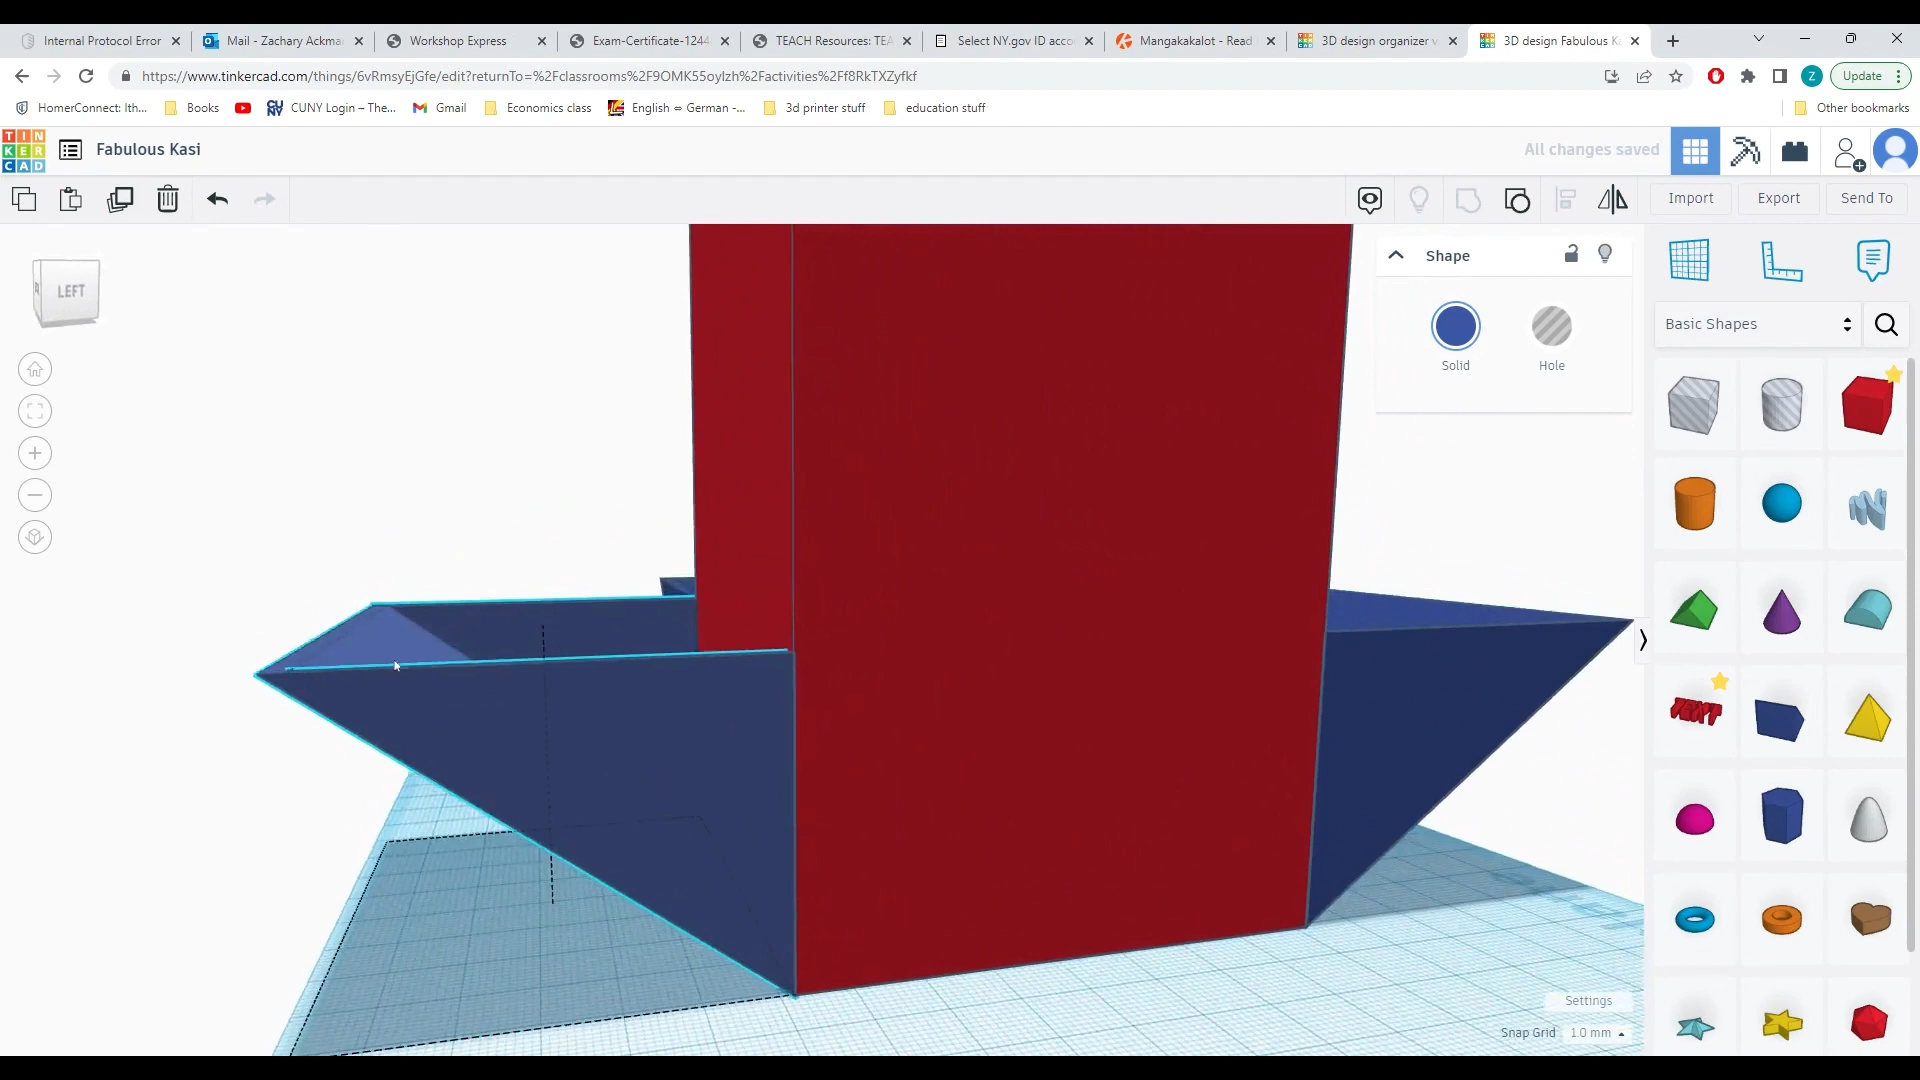 Internal Protocol Error
Mail - Zachary Ackma
Workshop Express
Exam-Certificate-1244
TEACH Resources: TEA
Select NY.gov ID acco
Mangakakalot - Read
3D design organizer v
3D design Fabulous Ka
https://www.tinkercad.com/things/6vRmsyEjGfe/edit?returnTo=%2Fclassrooms%2F9OMK55oylzh%2Factivities%2Ff8RkTXZyfkf
Z
Update
HomerConnect: Ith...
Books
CUNY Login – The...
Gmail
Economics class
English ⇔ German -...
3d printer stuff
education stuff
Other bookmarks
TIN
KER
CAD
Fabulous Kasi
All changes saved
Import
Export
Send To
LEFT
Shape
Solid
Hole
Basic Shapes
TEXT
Settings
Snap Grid 1.0 mm